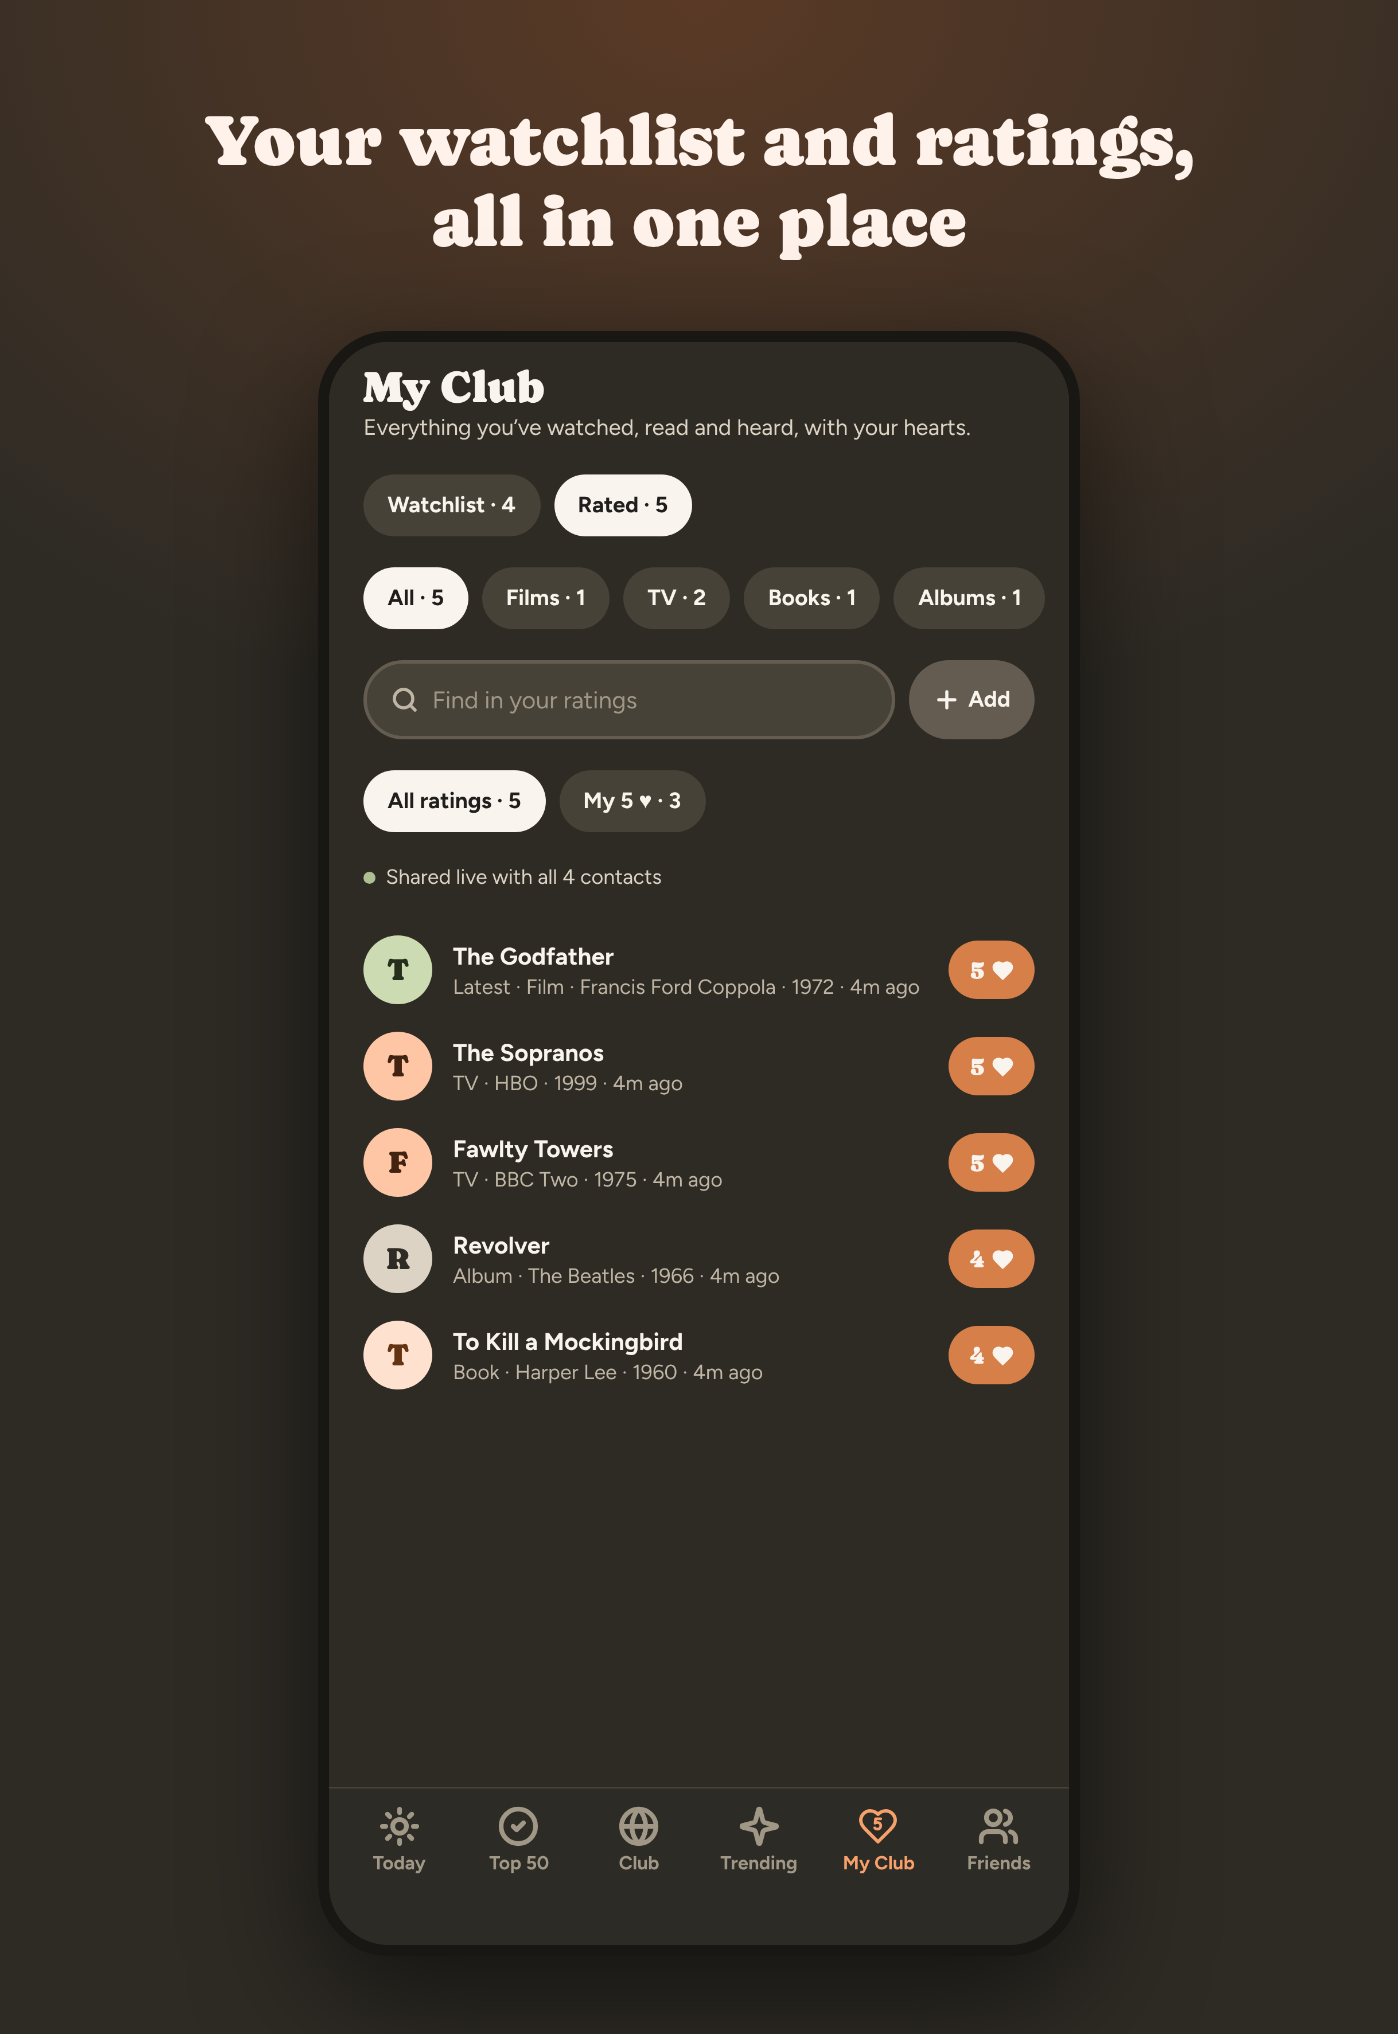 Your watchlist and ratings,
all in one place
My Club
Everything you’ve watched, read and heard, with your hearts.
Watchlist · 4
Rated · 5
All · 5
Films · 1
TV · 2
Books · 1
Albums · 1
Find in your ratings
+ Add
All ratings · 5
My 5 ♥ · 3
Shared live with all 4 contacts
T
The Godfather
Latest · Film · Francis Ford Coppola · 1972 · 4m ago
5 ♥
T
The Sopranos
TV · HBO · 1999 · 4m ago
5 ♥
F
Fawlty Towers
TV · BBC Two · 1975 · 4m ago
5 ♥
R
Revolver
Album · The Beatles · 1966 · 4m ago
4 ♥
T
To Kill a Mockingbird
Book · Harper Lee · 1960 · 4m ago
4 ♥
Today
Top 50
Club
Trending
5
My Club
Friends